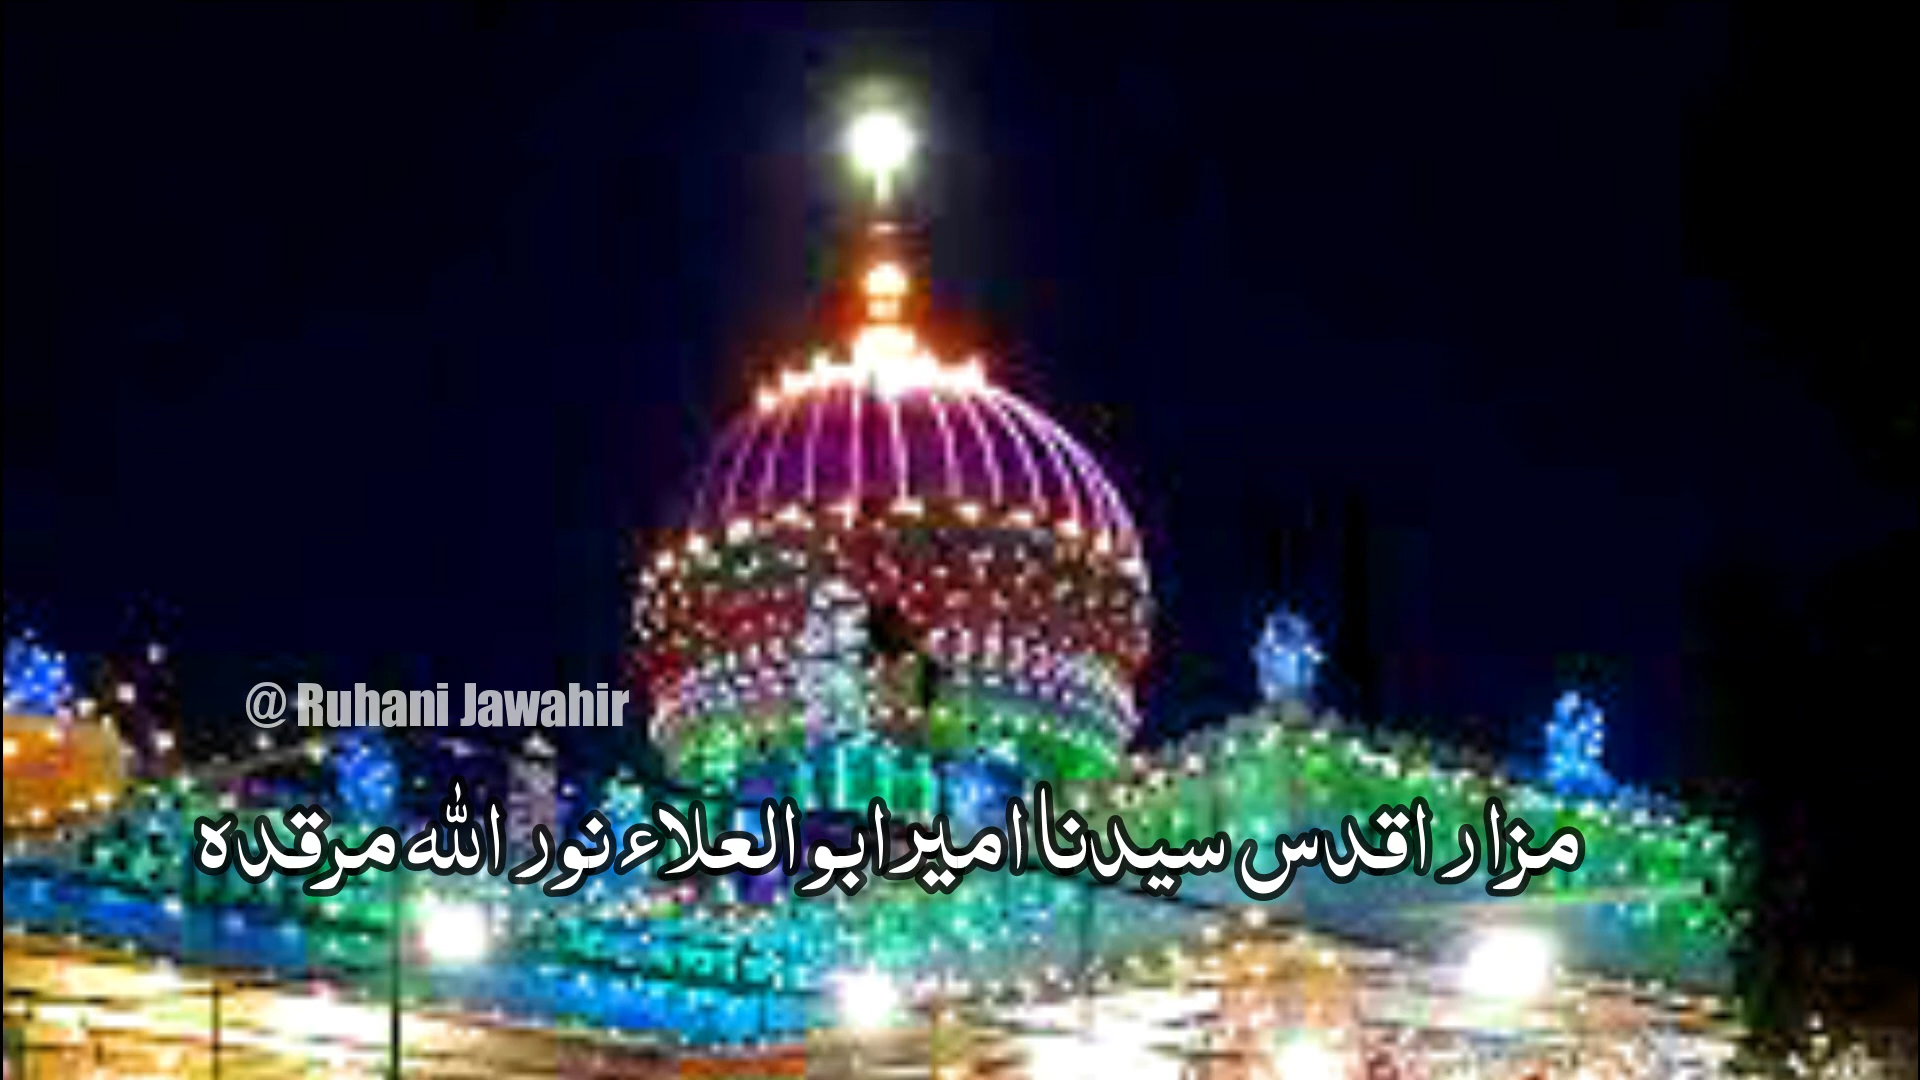 @ Ruhani Jawahir
مزار اقدس سیدنا امیر ابوالعلاء نور اللہ مرقدہ